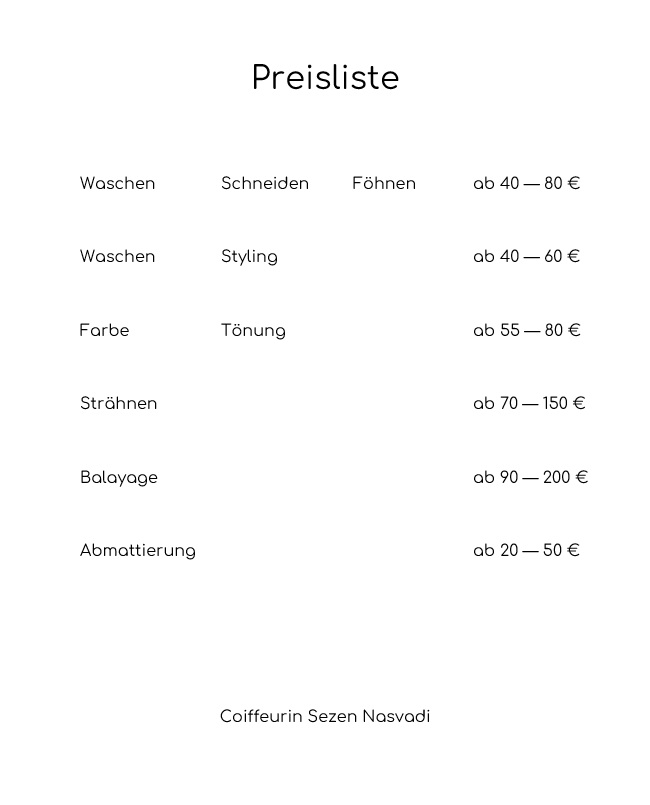 Preisliste
Waschen Schneiden Föhnen ab 40 — 80 €
Waschen Styling ab 40 — 60 €
Farbe Tönung ab 55 — 80 €
Strähnen ab 70 — 150 €
Balayage ab 90 — 200 €
Abmattierung ab 20 — 50 €
Coiffeurin Sezen Nasvadi